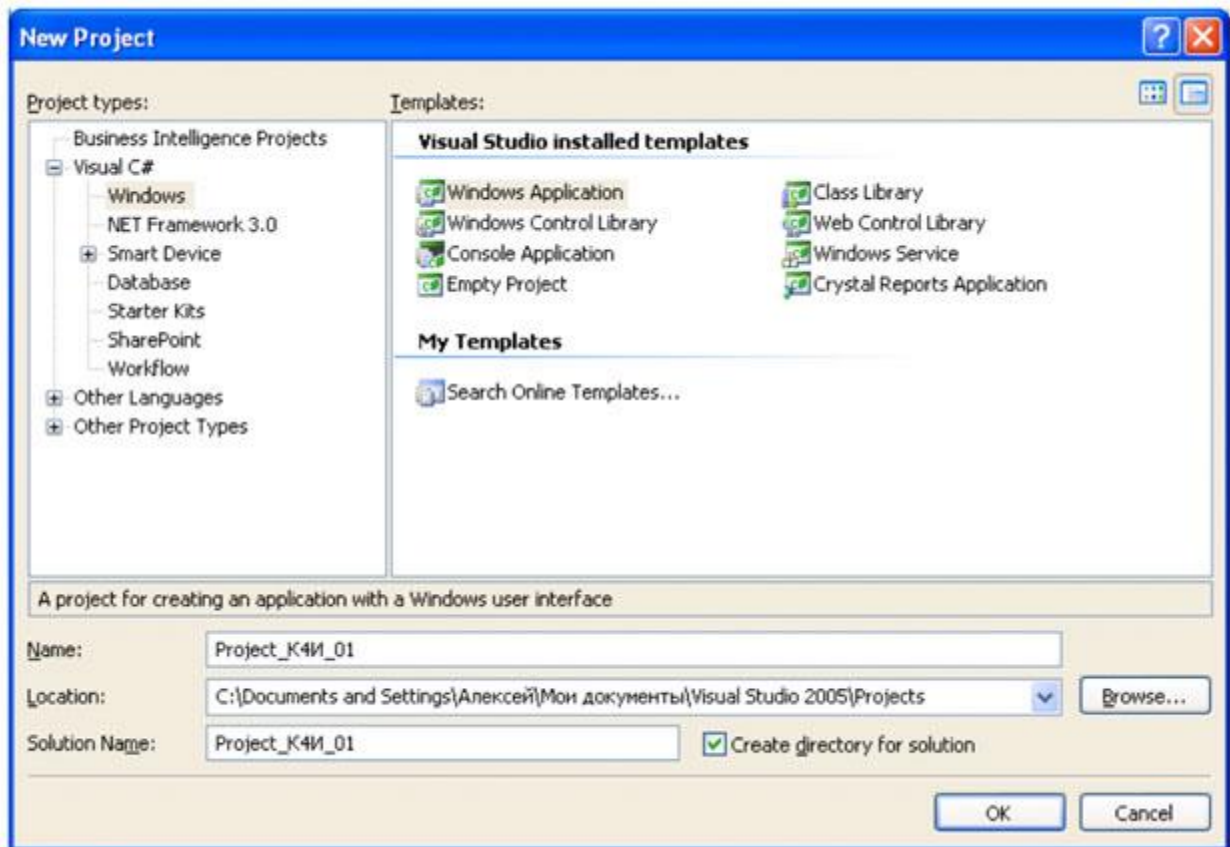 New Project
Project types:
Templates:
Business Intelligence Projects
Visual C#
Windows
NET Framework 3.0
Smart Device
Database
Starter Kits
SharePoint
Workflow
Other Languages
Other Project Types
Visual Studio installed templates
Windows Application
Class Library
Windows Control Library
Web Control Library
Console Application
Windows Service
Empty Project
Crystal Reports Application
My Templates
Search Online Templates...
A project for creating an application with a Windows user interface
Name: Project_К4И_01
Location: C:\Documents and Settings\Алексей\Мои документы\Visual Studio 2005\Projects Browse...
Solution Name: Project_К4И_01 Create directory for solution
OK Cancel